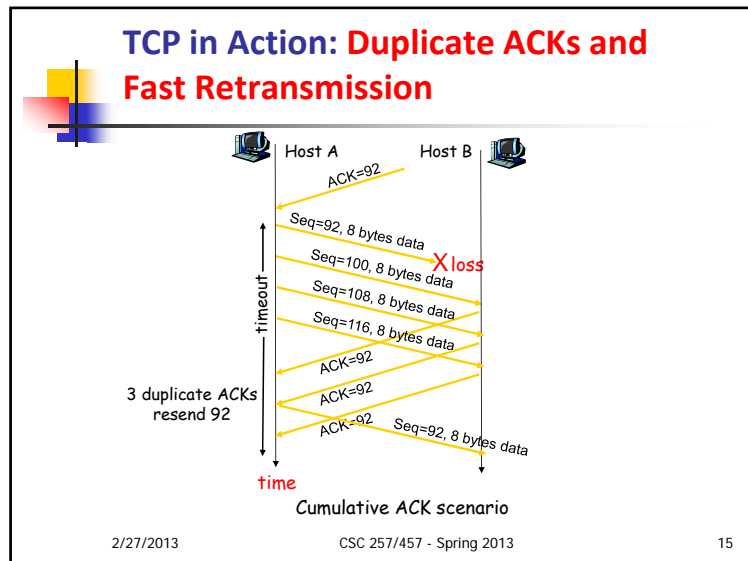 TCP in Action: Duplicate ACKs and
Fast Retransmission
Host A
Host B
ACK=92
Seq=92, 8 bytes data
X loss
Seq=100, 8 bytes data
Seq=108, 8 bytes data
Seq=116, 8 bytes data
timeout
ACK=92
3 duplicate ACKs
resend 92
ACK=92
ACK=92
Seq=92, 8 bytes data
time
Cumulative ACK scenario
2/27/2013
CSC 257/457 - Spring 2013
15